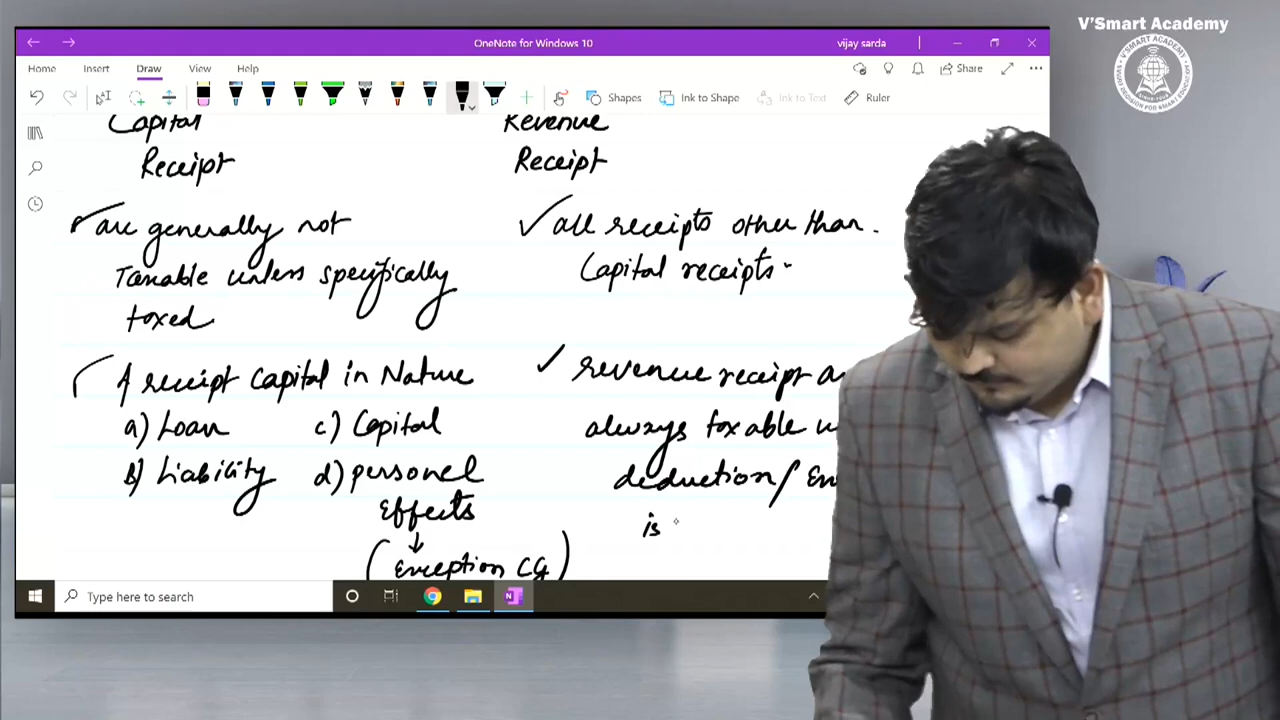 V'Smart Academy
OneNote for Windows 10
vijay sarda
Home Insert Draw View Help
Share
Shapes
Ink to Shape
Ink to Text
Ruler
Capital
Receipt
are generally not
Taxable unless specifically
taxed
A receipt capital in Nature
a) Loan c) Capital
B) Liability d) personel
Effects
(Exception CG)
Revenue
Receipt
all receipts other than.
Capital receipts.
revenue receipt
always taxable
deduction/
is
Type here to search